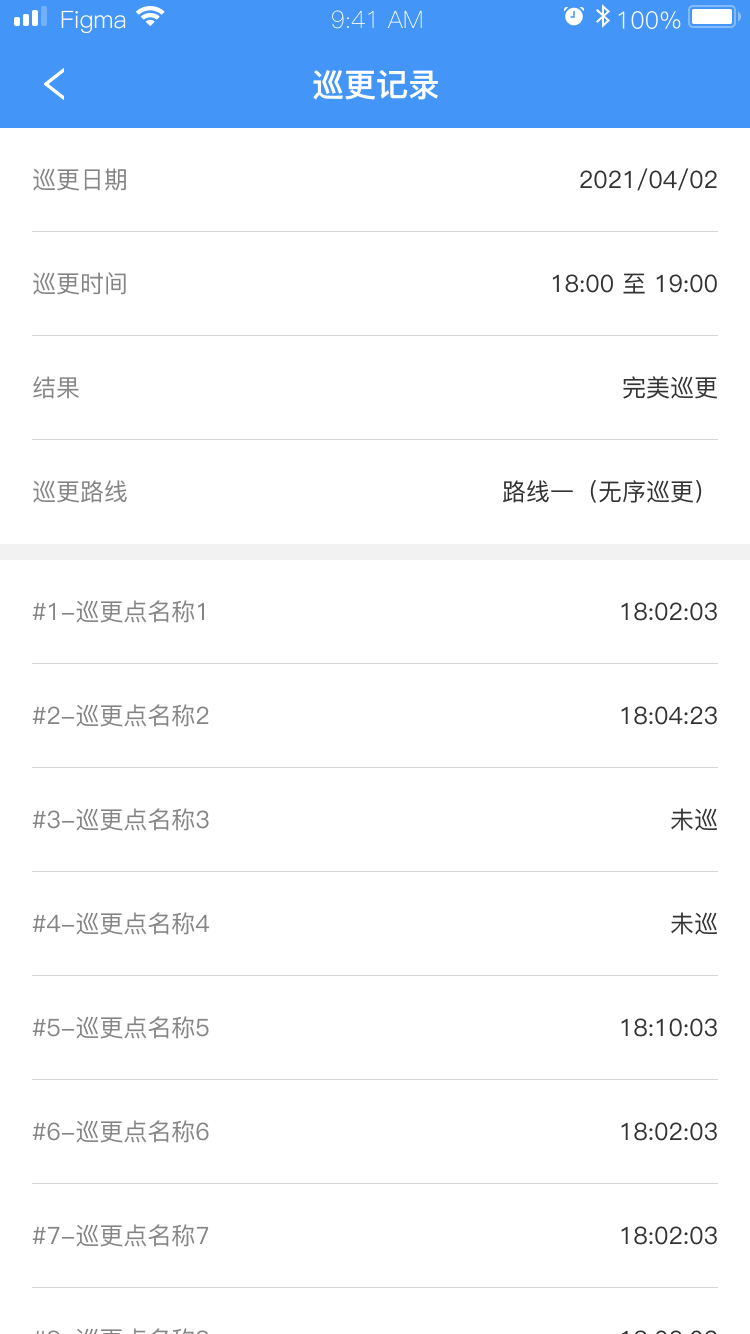 Figma 9:41 AM 100%
巡更记录
巡更日期 2021/04/02
巡更时间 18:00 至 19:00
结果 完美巡更
巡更路线 路线一（无序巡更）
#1-巡更点名称1 18:02:03
#2-巡更点名称2 18:04:23
#3-巡更点名称3 未巡
#4-巡更点名称4 未巡
#5-巡更点名称5 18:10:03
#6-巡更点名称6 18:02:03
#7-巡更点名称7 18:02:03